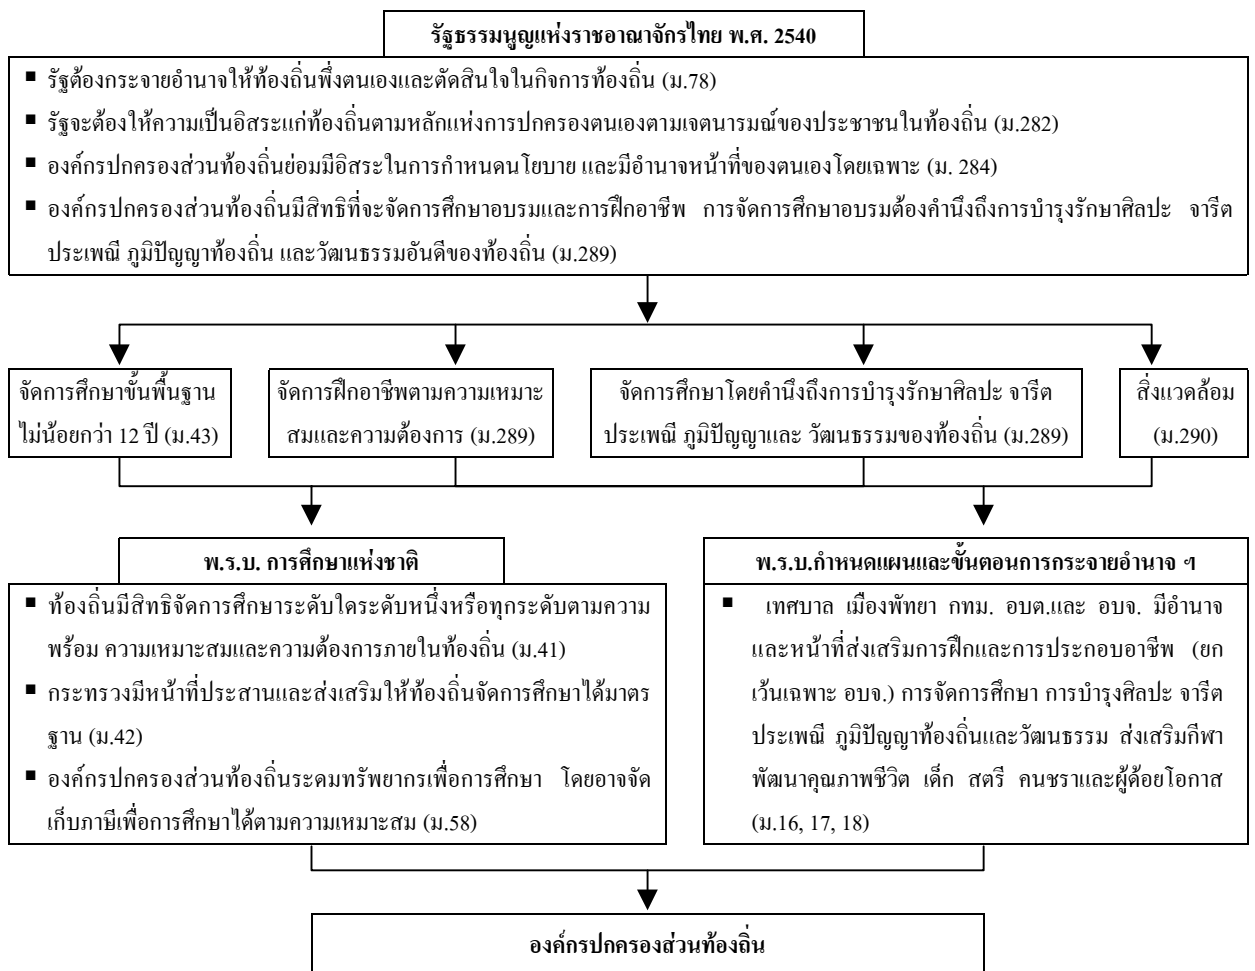 รัฐธรรมนูญแห่งราชอาณาจักรไทย พ.ศ. 2540
▪ รัฐต้องกระจายอำนาจให้ท้องถิ่นพึ่งตนเองและตัดสินใจในกิจการท้องถิ่น (ม.78)
▪ รัฐจะต้องให้ความเป็นอิสระแก่ท้องถิ่นตามหลักแห่งการปกครองตนเองตามเจตนารมณ์ของประชาชนในท้องถิ่น (ม.282)
▪ องค์กรปกครองส่วนท้องถิ่นย่อมมีอิสระในการกำหนดนโยบาย และมีอำนาจหน้าที่ของตนเองโดยเฉพาะ (ม. 284)
▪ องค์กรปกครองส่วนท้องถิ่นมีสิทธิที่จะจัดการศึกษาอบรมและการฝึกอาชีพ การจัดการศึกษาอบรมต้องคำนึงถึงการบำรุงรักษาศิลปะ จารีต
ประเพณี ภูมิปัญญาท้องถิ่น และวัฒนธรรมอันดีของท้องถิ่น (ม.289)
จัดการศึกษาขั้นพื้นฐาน
ไม่น้อยกว่า 12 ปี (ม.43)
จัดการฝึกอาชีพตามความเหมาะ
สมและความต้องการ (ม.289)
จัดการศึกษาโดยคำนึงถึงการบำรุงรักษาศิลปะ จารีต
ประเพณี ภูมิปัญญาและ วัฒนธรรมของท้องถิ่น (ม.289)
สิ่งแวดล้อม
(ม.290)
พ.ร.บ. การศึกษาแห่งชาติ
▪ ท้องถิ่นมีสิทธิจัดการศึกษาระดับใดระดับหนึ่งหรือทุกระดับตามความ
พร้อม ความเหมาะสมและความต้องการภายในท้องถิ่น (ม.41)
▪ กระทรวงมีหน้าที่ประสานและส่งเสริมให้ท้องถิ่นจัดการศึกษาได้มาตร
ฐาน (ม.42)
▪ องค์กรปกครองส่วนท้องถิ่นระดมทรัพยากรเพื่อการศึกษา โดยอาจจัด
เก็บภาษีเพื่อการศึกษาได้ตามความเหมาะสม (ม.58)
พ.ร.บ.กำหนดแผนและขั้นตอนการกระจายอำนาจ ฯ
▪ เทศบาล เมืองพัทยา กทม. อบต.และ อบจ. มีอำนาจ
และหน้าที่ส่งเสริมการฝึกและการประกอบอาชีพ (ยก
เว้นเฉพาะ อบจ.) การจัดการศึกษา การบำรุงศิลปะ จารีต
ประเพณี ภูมิปัญญาท้องถิ่นและวัฒนธรรม ส่งเสริมกีฬา
พัฒนาคุณภาพชีวิต เด็ก สตรี คนชราและผู้ด้อยโอกาส
(ม.16, 17, 18)
องค์กรปกครองส่วนท้องถิ่น